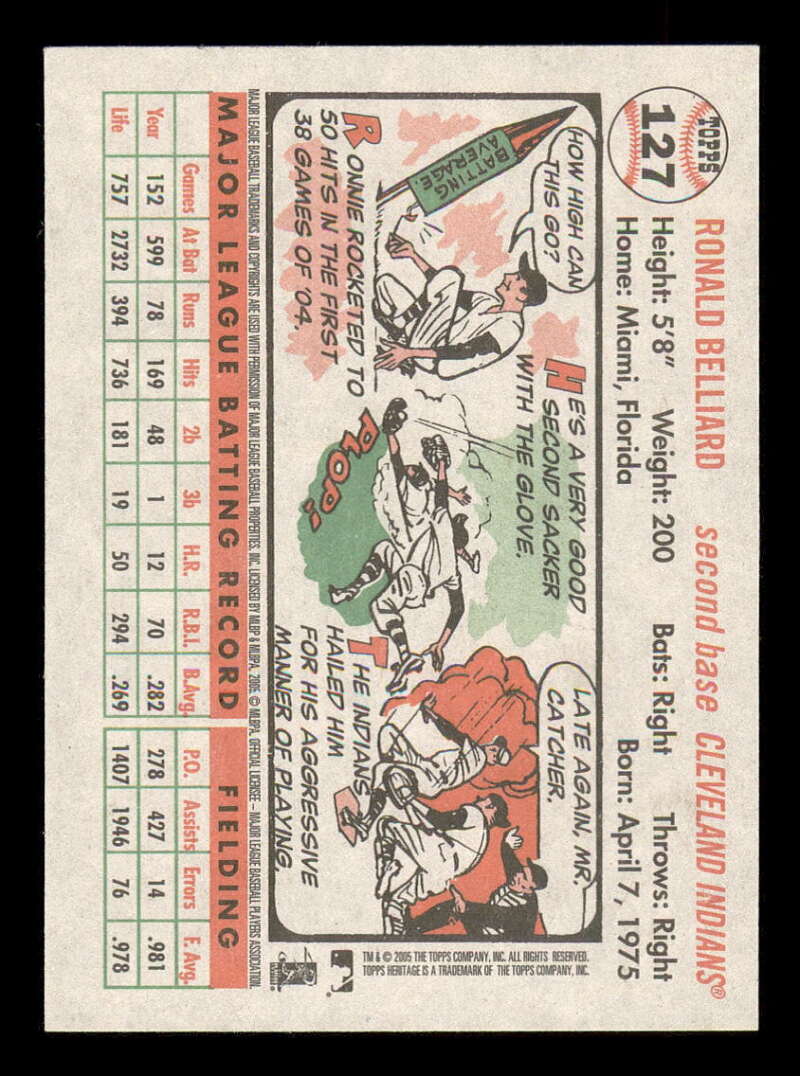 TOPPS
127
RONALD BELLIARD second base CLEVELAND INDIANS®
Height: 5'8" Weight: 200 Bats: Right Throws: Right
Home: Miami, Florida Born: April 7, 1975
HOW HIGH CAN
THIS GO?
BATTING
AVERAGE
RONNIE ROCKETED TO
50 HITS IN THE FIRST
38 GAMES OF '04.
HE'S A VERY GOOD
SECOND SACKER
WITH THE GLOVE.
PLOP!
LATE AGAIN, MR.
CATCHER.
THE INDIANS
HAILED HIM
FOR HIS AGGRESSIVE
MANNER OF PLAYING.
TM & © 2005 THE TOPPS COMPANY, INC. ALL RIGHTS RESERVED.
TOPPS HERITAGE IS A TRADEMARK OF THE TOPPS COMPANY, INC.
MAJOR LEAGUE BASEBALL TRADEMARKS AND COPYRIGHTS ARE USED WITH PERMISSION OF MAJOR LEAGUE BASEBALL PROPERTIES, INC. LICENSED BY MLBP & MLBPA. 2005. © MLBPA. OFFICIAL LICENSEE – MAJOR LEAGUE BASEBALL PLAYERS ASSOCIATION.
MAJOR LEAGUE BATTING RECORD FIELDING
Games At Bat Runs Hits 2b 3b H.R. R.B.I. B.Avg. P.O. Assists Errors F. Avg.
Year 152 599 78 169 48 1 12 70 .282 278 427 14 .981
Life 757 2732 394 736 181 19 50 294 .269 1407 1946 76 .978